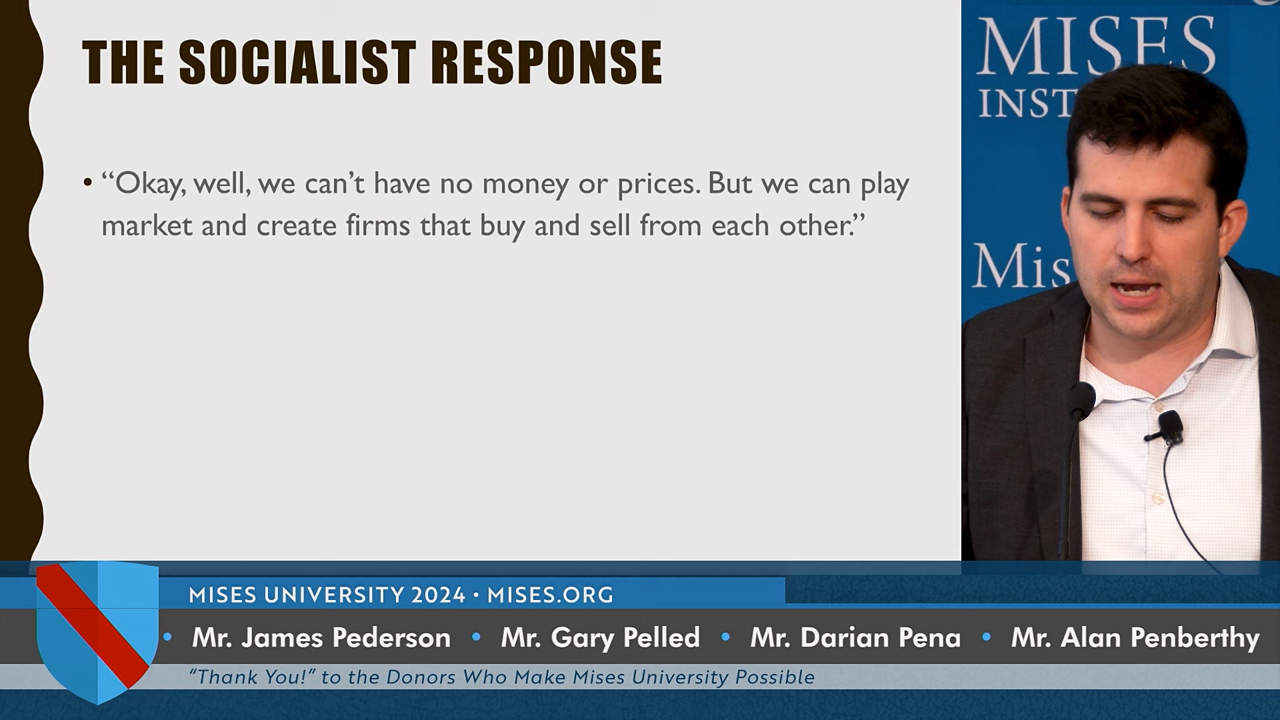 THE SOCIALIST RESPONSE
• “Okay, well, we can’t have no money or prices. But we can play
market and create firms that buy and sell from each other.”
MISES
INST
Mis
MISES UNIVERSITY 2024 • MISES.ORG
• Mr. James Pederson • Mr. Gary Pelled • Mr. Darian Pena • Mr. Alan Penberthy
“Thank You!” to the Donors Who Make Mises University Possible